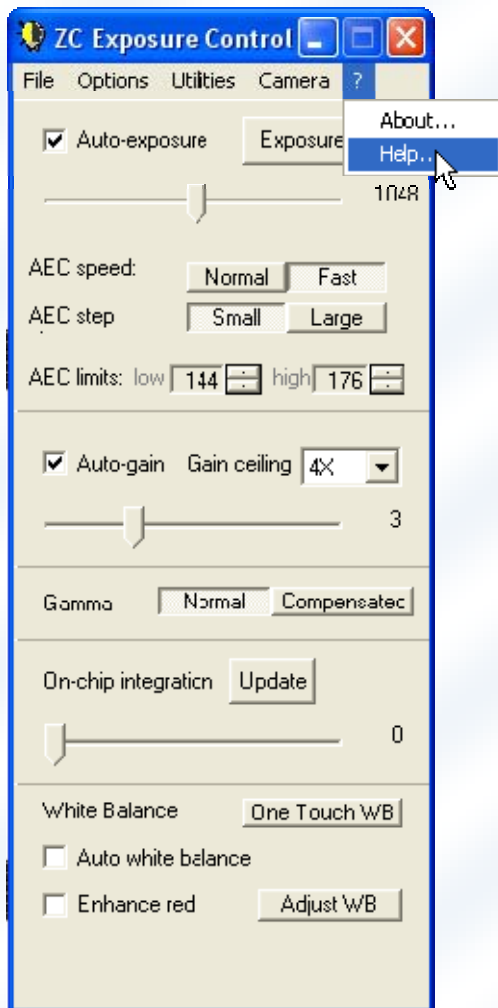 ZC Exposure Control
File Options Utilities Camera ?
About...
Help...
Auto-exposure Exposure
1048
AEC speed: Normal Fast
AEC step Small Large
AEC limits: low 144 high 176
Auto-gain Gain ceiling 4X
3
Gamma Normal Compensated
On-chip integration Update
0
White Balance One Touch WB
Auto white balance
Enhance red Adjust WB